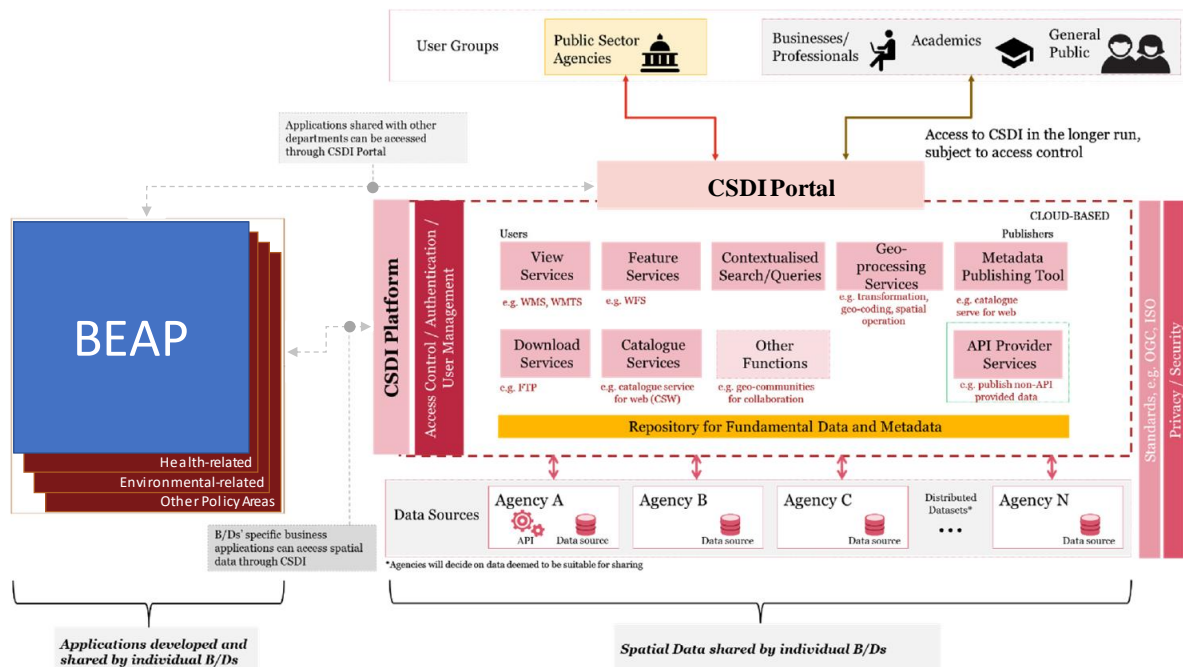 User Groups
Public Sector
Agencies
Businesses/
Professionals
Academics
General
Public
Applications shared with other
departments can be accessed
through CSDI Portal
Access to CSDI in the longer run,
subject to access control
CSDI Portal
BEAP
Health-related
Environmental-related
Other Policy Areas
CSDI Platform
Access Control / Authentication /
User Management
CLOUD-BASED
Users
Publishers
View
Services
e.g. WMS, WMTS
Feature
Services
e.g. WFS
Contextualised
Search/Queries
Geo-
processing
Services
e.g. transformation,
geo-coding, spatial
operation
Metadata
Publishing Tool
e.g. catalogue
serve for web
Download
Services
e.g. FTP
Catalogue
Services
e.g. catalogue service
for web (CSW)
Other
Functions
e.g. geo-communities
for collaboration
API Provider
Services
e.g. publish non-API
provided data
Repository for Fundamental Data and Metadata
Standards, e.g. OGC, ISO
Privacy / Security
Data Sources
Agency A
API
Data source
Agency B
Data source
Agency C
Data source
Distributed
Datasets*
...
Agency N
Data source
*Agencies will decide on data deemed to be suitable for sharing
B/Ds' specific business
applications can access spatial
data through CSDI
Applications developed and
shared by individual B/Ds
Spatial Data shared by individual B/Ds